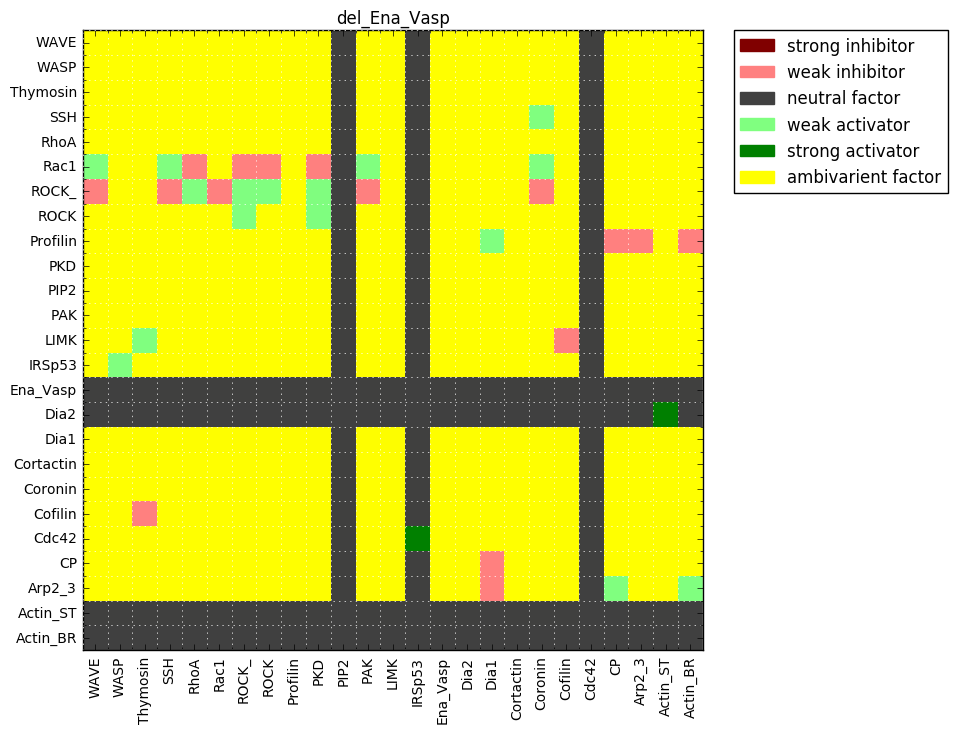 del_Ena_Vasp
WAVE
WASP
Thymosin
SSH
RhoA
Rac1
ROCK_
ROCK
Profilin
PKD
PIP2
PAK
LIMK
IRSp53
Ena_Vasp
Dia2
Dia1
Cortactin
Coronin
Cofilin
Cdc42
CP
Arp2_3
Actin_ST
Actin_BR
WAVE
WASP
Thymosin
SSH
RhoA
Rac1
ROCK_
ROCK
Profilin
PKD
PIP2
PAK
LIMK
IRSp53
Ena_Vasp
Dia2
Dia1
Cortactin
Coronin
Cofilin
Cdc42
CP
Arp2_3
Actin_ST
Actin_BR
strong inhibitor
weak inhibitor
neutral factor
weak activator
strong activator
ambivarient factor